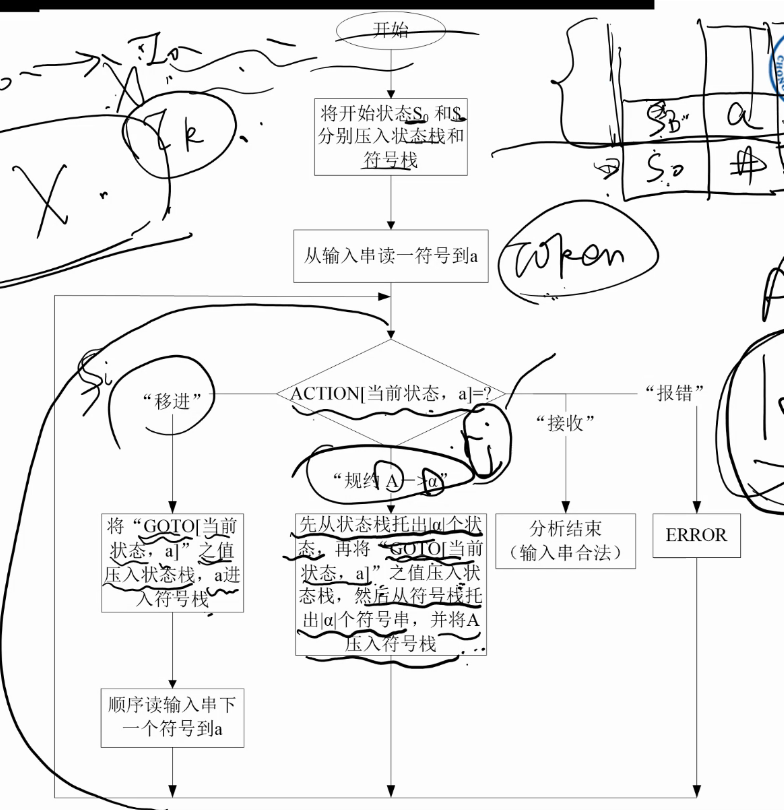 开始
I₀
X
I k
将开始状态S₀ 和$
分别压入状态栈和
符号栈
S_B a
S₀ #
X
从输入串读一符号到a
token
Si
“移进”
ACTION[当前状态，a]=?
“接收”
“报错”
“规约 A—>α”
将“GOTO[当前
状态，a]”之值
压入状态栈，a进
入符号栈
先从状态栈托出|α|个状
态，再将“GOTO[当前
状态，a]”之值压入状
态栈，然后从符号栈托
出|α|个符号串，并将A
压入符号栈
分析结束
（输入串合法）
ERROR
顺序读输入串下
一个符号到a